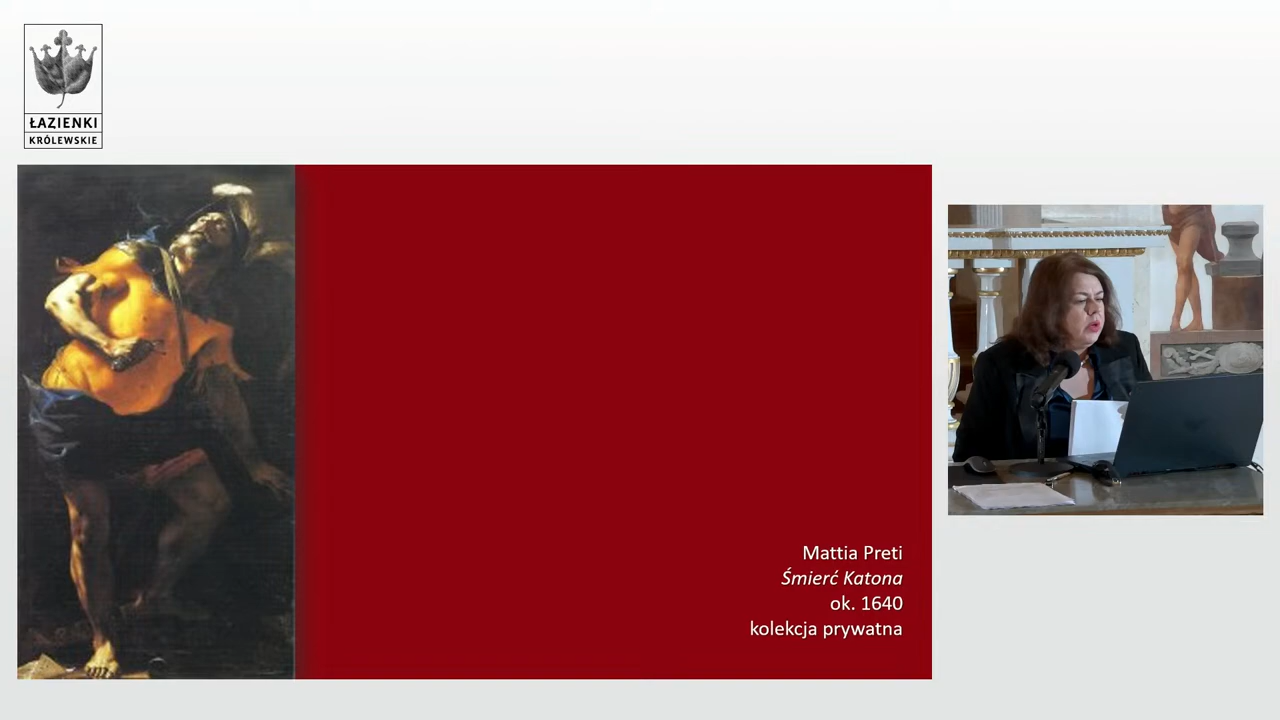 ŁAZIENKI
KRÓLEWSKIE
Mattia Preti
Śmierć Katona
ok. 1640
kolekcja prywatna